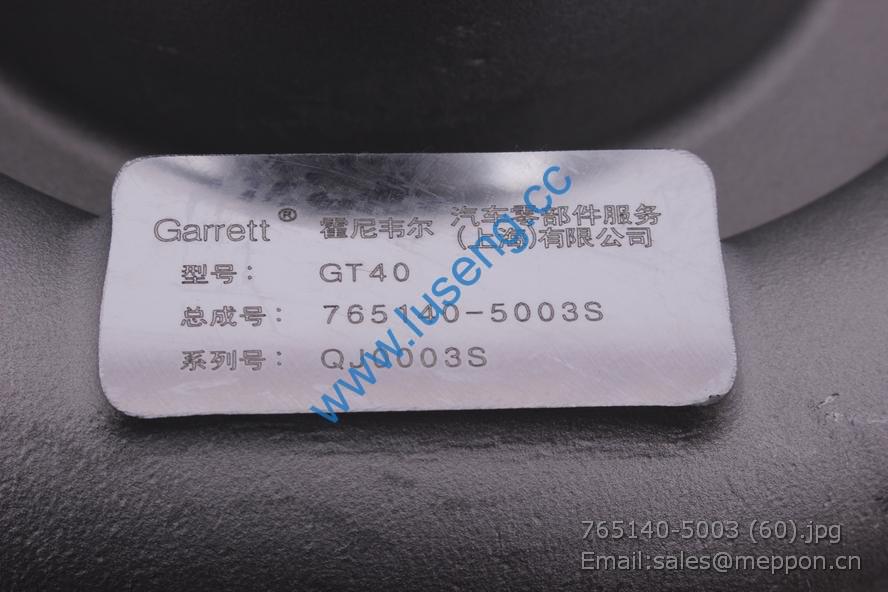 Garrett® 霍尼韦尔 汽车零部件服务
(上海)有限公司
型号: GT40
总成号: 765140-5003S
系列号: QJ0003S
www.luseng.cc
765140-5003 (60).jpg
Email:sales@meppon.cn